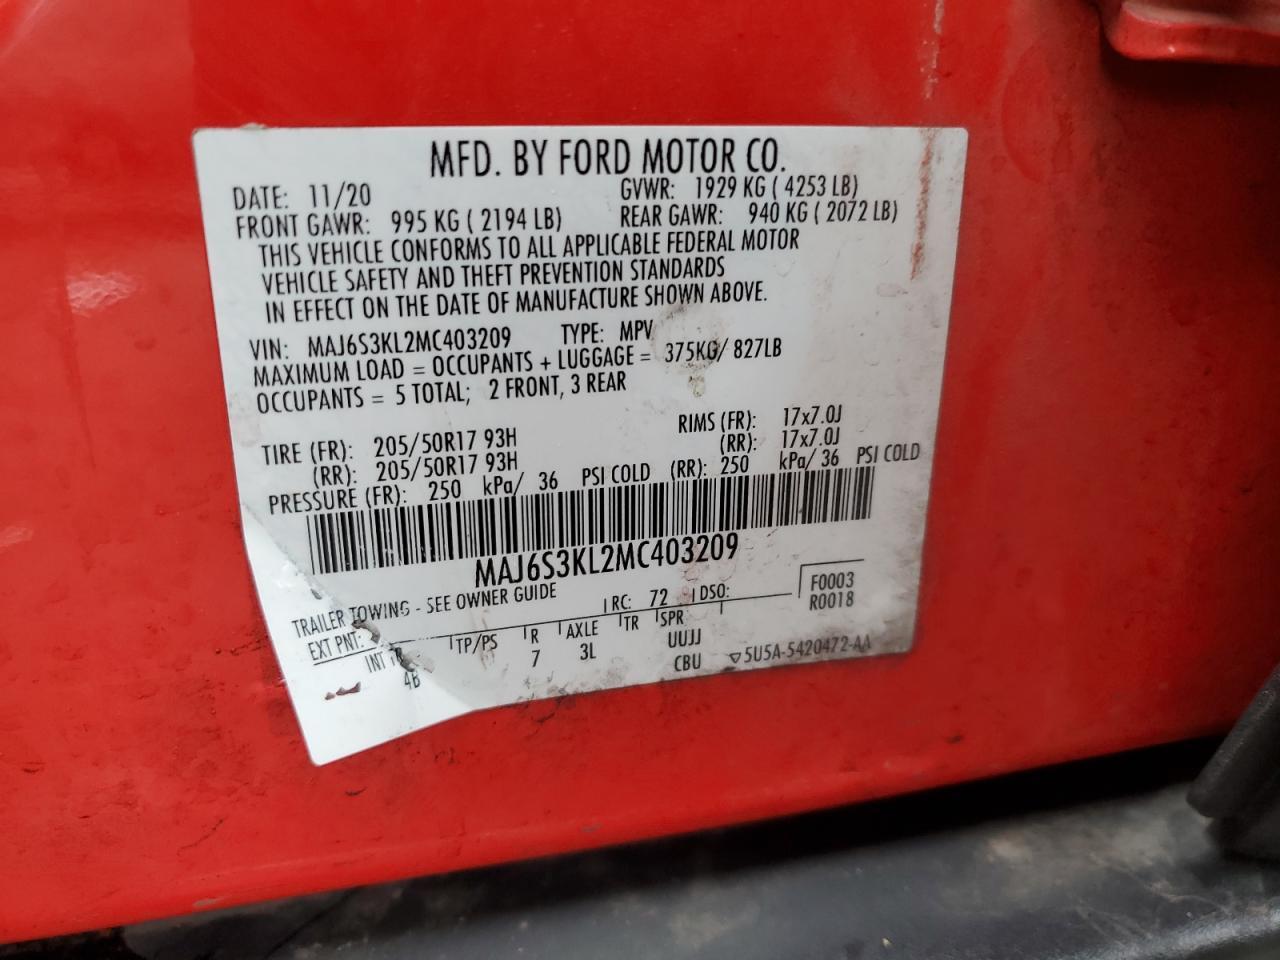 MFD. BY FORD MOTOR CO.
DATE: 11/20 GVWR: 1929 KG ( 4253 LB)
FRONT GAWR: 995 KG ( 2194 LB) REAR GAWR: 940 KG ( 2072 LB)
THIS VEHICLE CONFORMS TO ALL APPLICABLE FEDERAL MOTOR
VEHICLE SAFETY AND THEFT PREVENTION STANDARDS
IN EFFECT ON THE DATE OF MANUFACTURE SHOWN ABOVE.
VIN: MAJ6S3KL2MC403209 TYPE: MPV
MAXIMUM LOAD = OCCUPANTS + LUGGAGE = 375KG/ 827LB
OCCUPANTS = 5 TOTAL; 2 FRONT, 3 REAR
TIRE (FR): 205/50R17 93H RIMS (FR): 17x7.0J
(RR): 205/50R17 93H (RR): 17x7.0J
PRESSURE (FR): 250 kPa/ 36 PSI COLD (RR): 250 kPa/ 36 PSI COLD
MAJ6S3KL2MC403209
TRAILER TOWING - SEE OWNER GUIDE
F0003
EXT PNT: RC: 72 DSO: R0018
INT TR TP/PS R AXLE TR SPR
4B 7 3L UUJJ
CBU 5U5A-5420472-AA